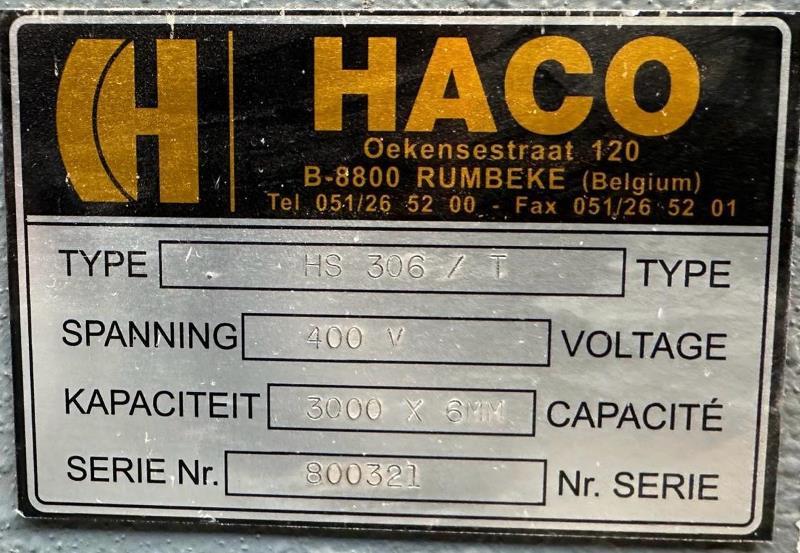 H HACO
Oekensestraat 120
B-8800 RUMBEKE (Belgium)
Tel 051/26 52 00 - Fax 051/26 52 01
TYPE HS 306 / T TYPE
SPANNING 400 V VOLTAGE
KAPACITEIT 3000 X 6MM CAPACITÉ
SERIE Nr. 800321 Nr. SERIE